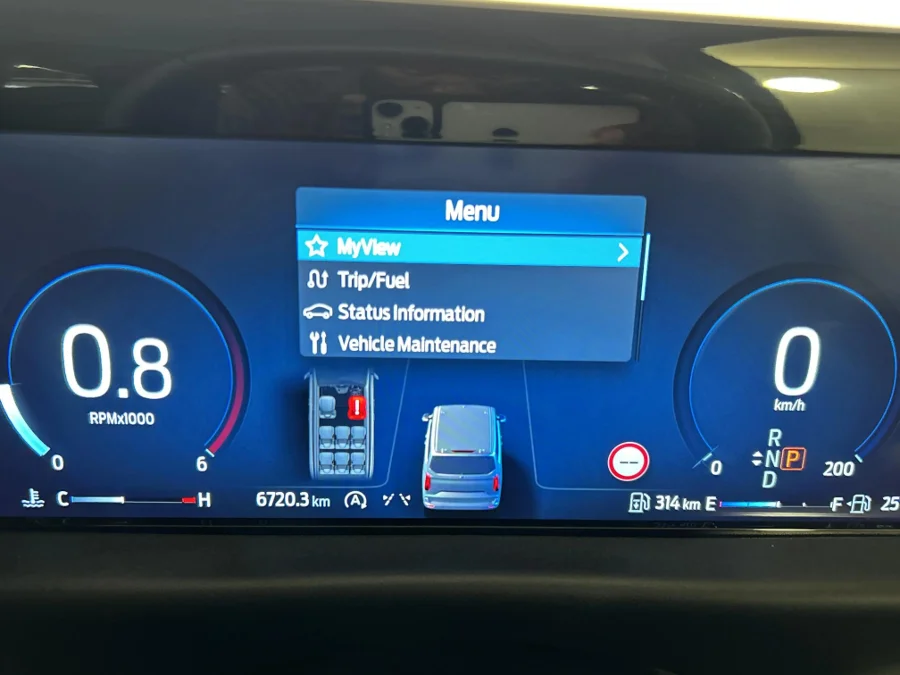 Menu
MyView
Trip/Fuel
Status Information
Vehicle Maintenance
0.8
RPMx1000
0
6
0
km/h
R
N P
D
0
200
C
H
6720.3 km
A
314 km E
F
25